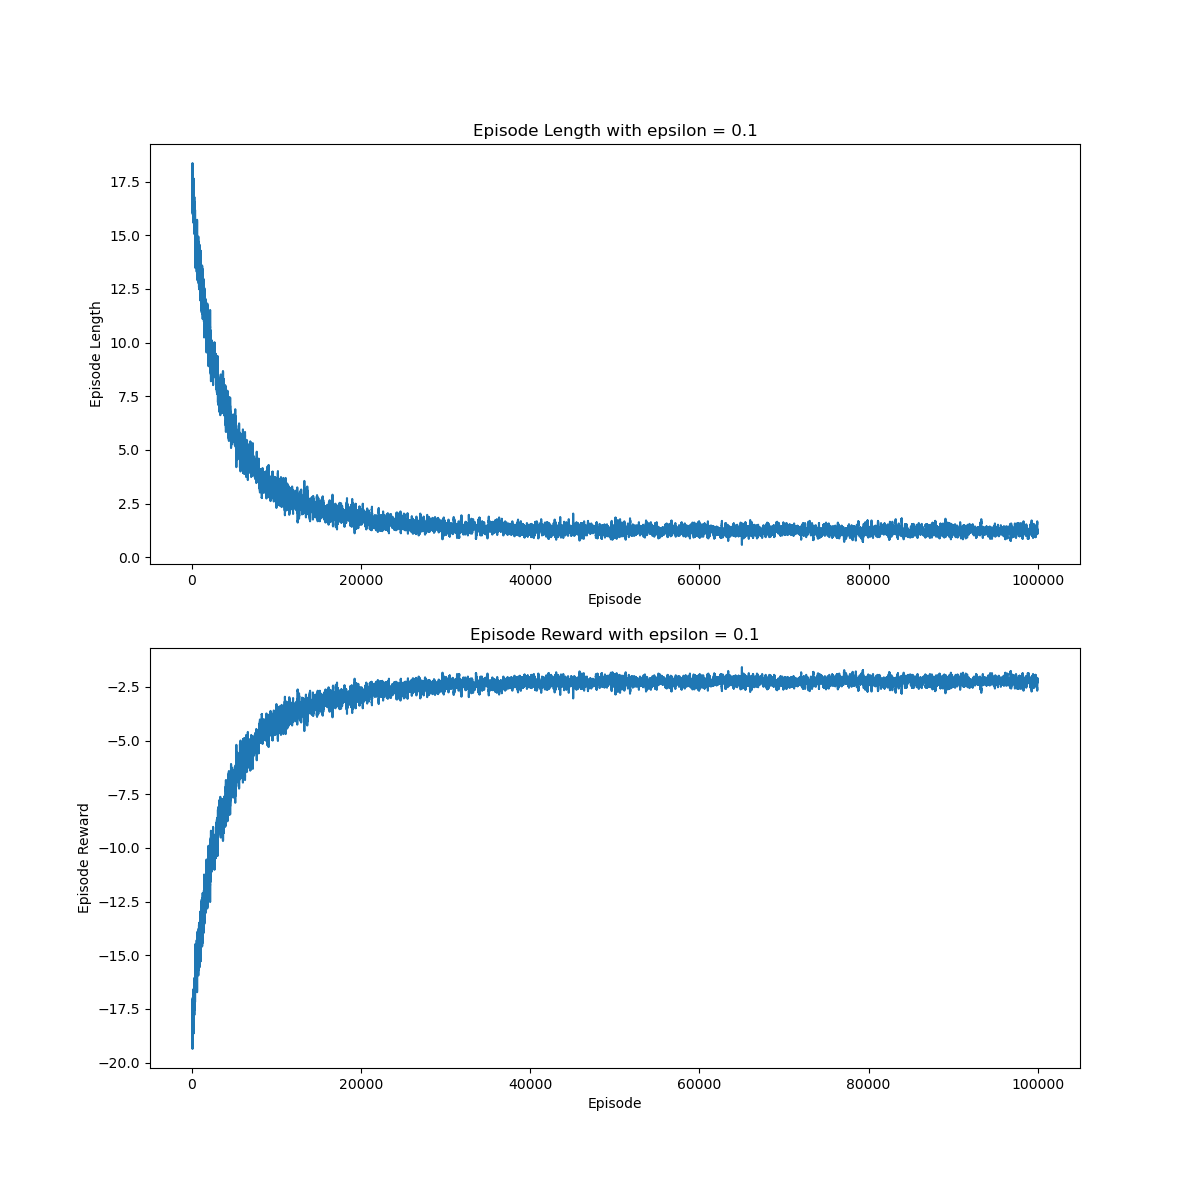 Episode Length with epsilon = 0.1
17.5
15.0
12.5
10.0
7.5
5.0
2.5
0.0
Episode Length
0 20000 40000 60000 80000 100000
Episode
Episode Reward with epsilon = 0.1
−2.5
−5.0
−7.5
−10.0
−12.5
−15.0
−17.5
−20.0
Episode Reward
0 20000 40000 60000 80000 100000
Episode